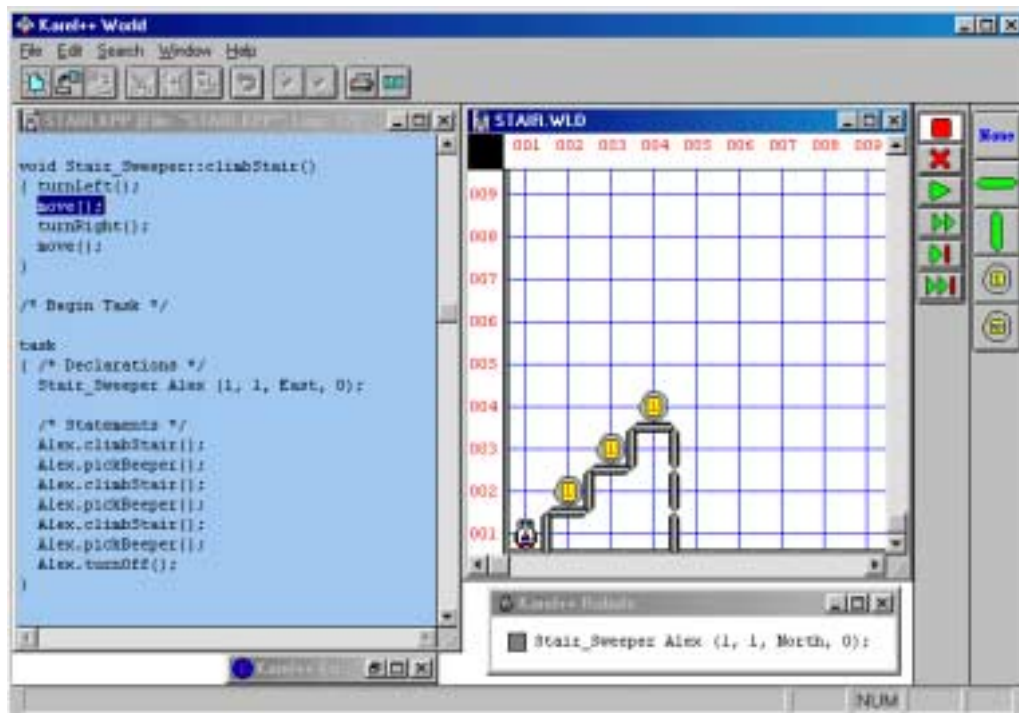 Karel++ World
File Edit Search Window Help
STAIR.WLD
001 002 003 004 005 006 007 008 009
009
008
007
006
005
004
003
002
001
void Stair_Sweeper::climbStair()
{ turnLeft();
move();
turnRight();
move();
}
/* Begin Task */
task
{ /* Declarations */
Stair_Sweeper Alex (1, 1, East, 0);
/* Statements */
Alex.climbStair();
Alex.pickBeeper();
Alex.climbStair();
Alex.pickBeeper();
Alex.climbStair();
Alex.pickBeeper();
Alex.turnOff();
}
None
Karel++ Robots
Stair_Sweeper Alex (1, 1, North, 0);
Karel++
NUM